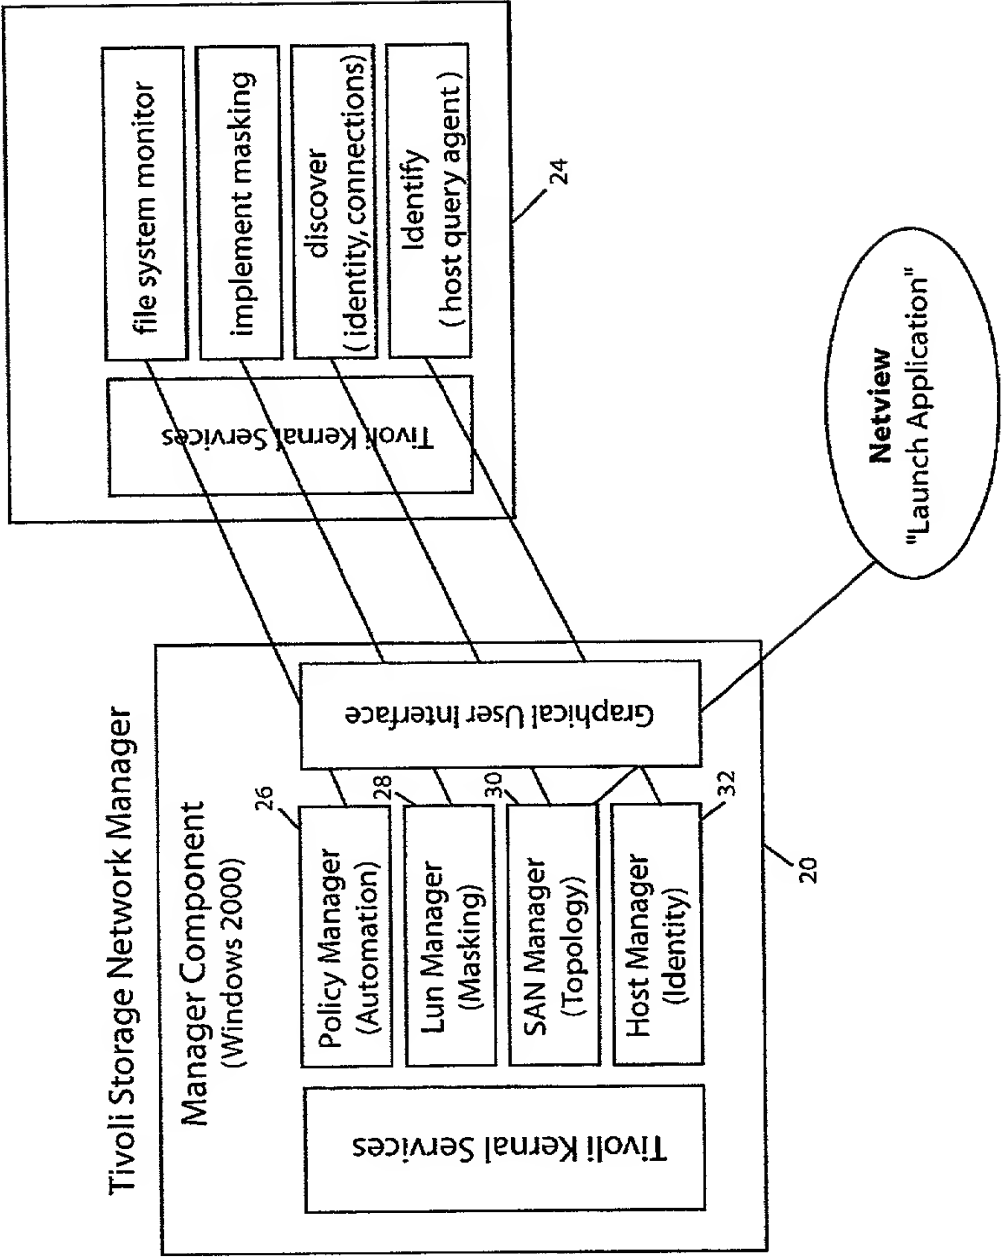 Tivoli Storage Network Manager
Manager Component
(Windows 2000)
Tivoli Kernal Services
Policy Manager
(Automation)
26
Lun Manager
(Masking)
28
SAN Manager
(Topology)
30
Host Manager
(Identity)
32
20
Graphical User Interface
Tivoli Kernal Services
file system monitor
implement masking
discover
( identity, connections)
Identify
( host query agent )
24
Netview
"Launch Application"